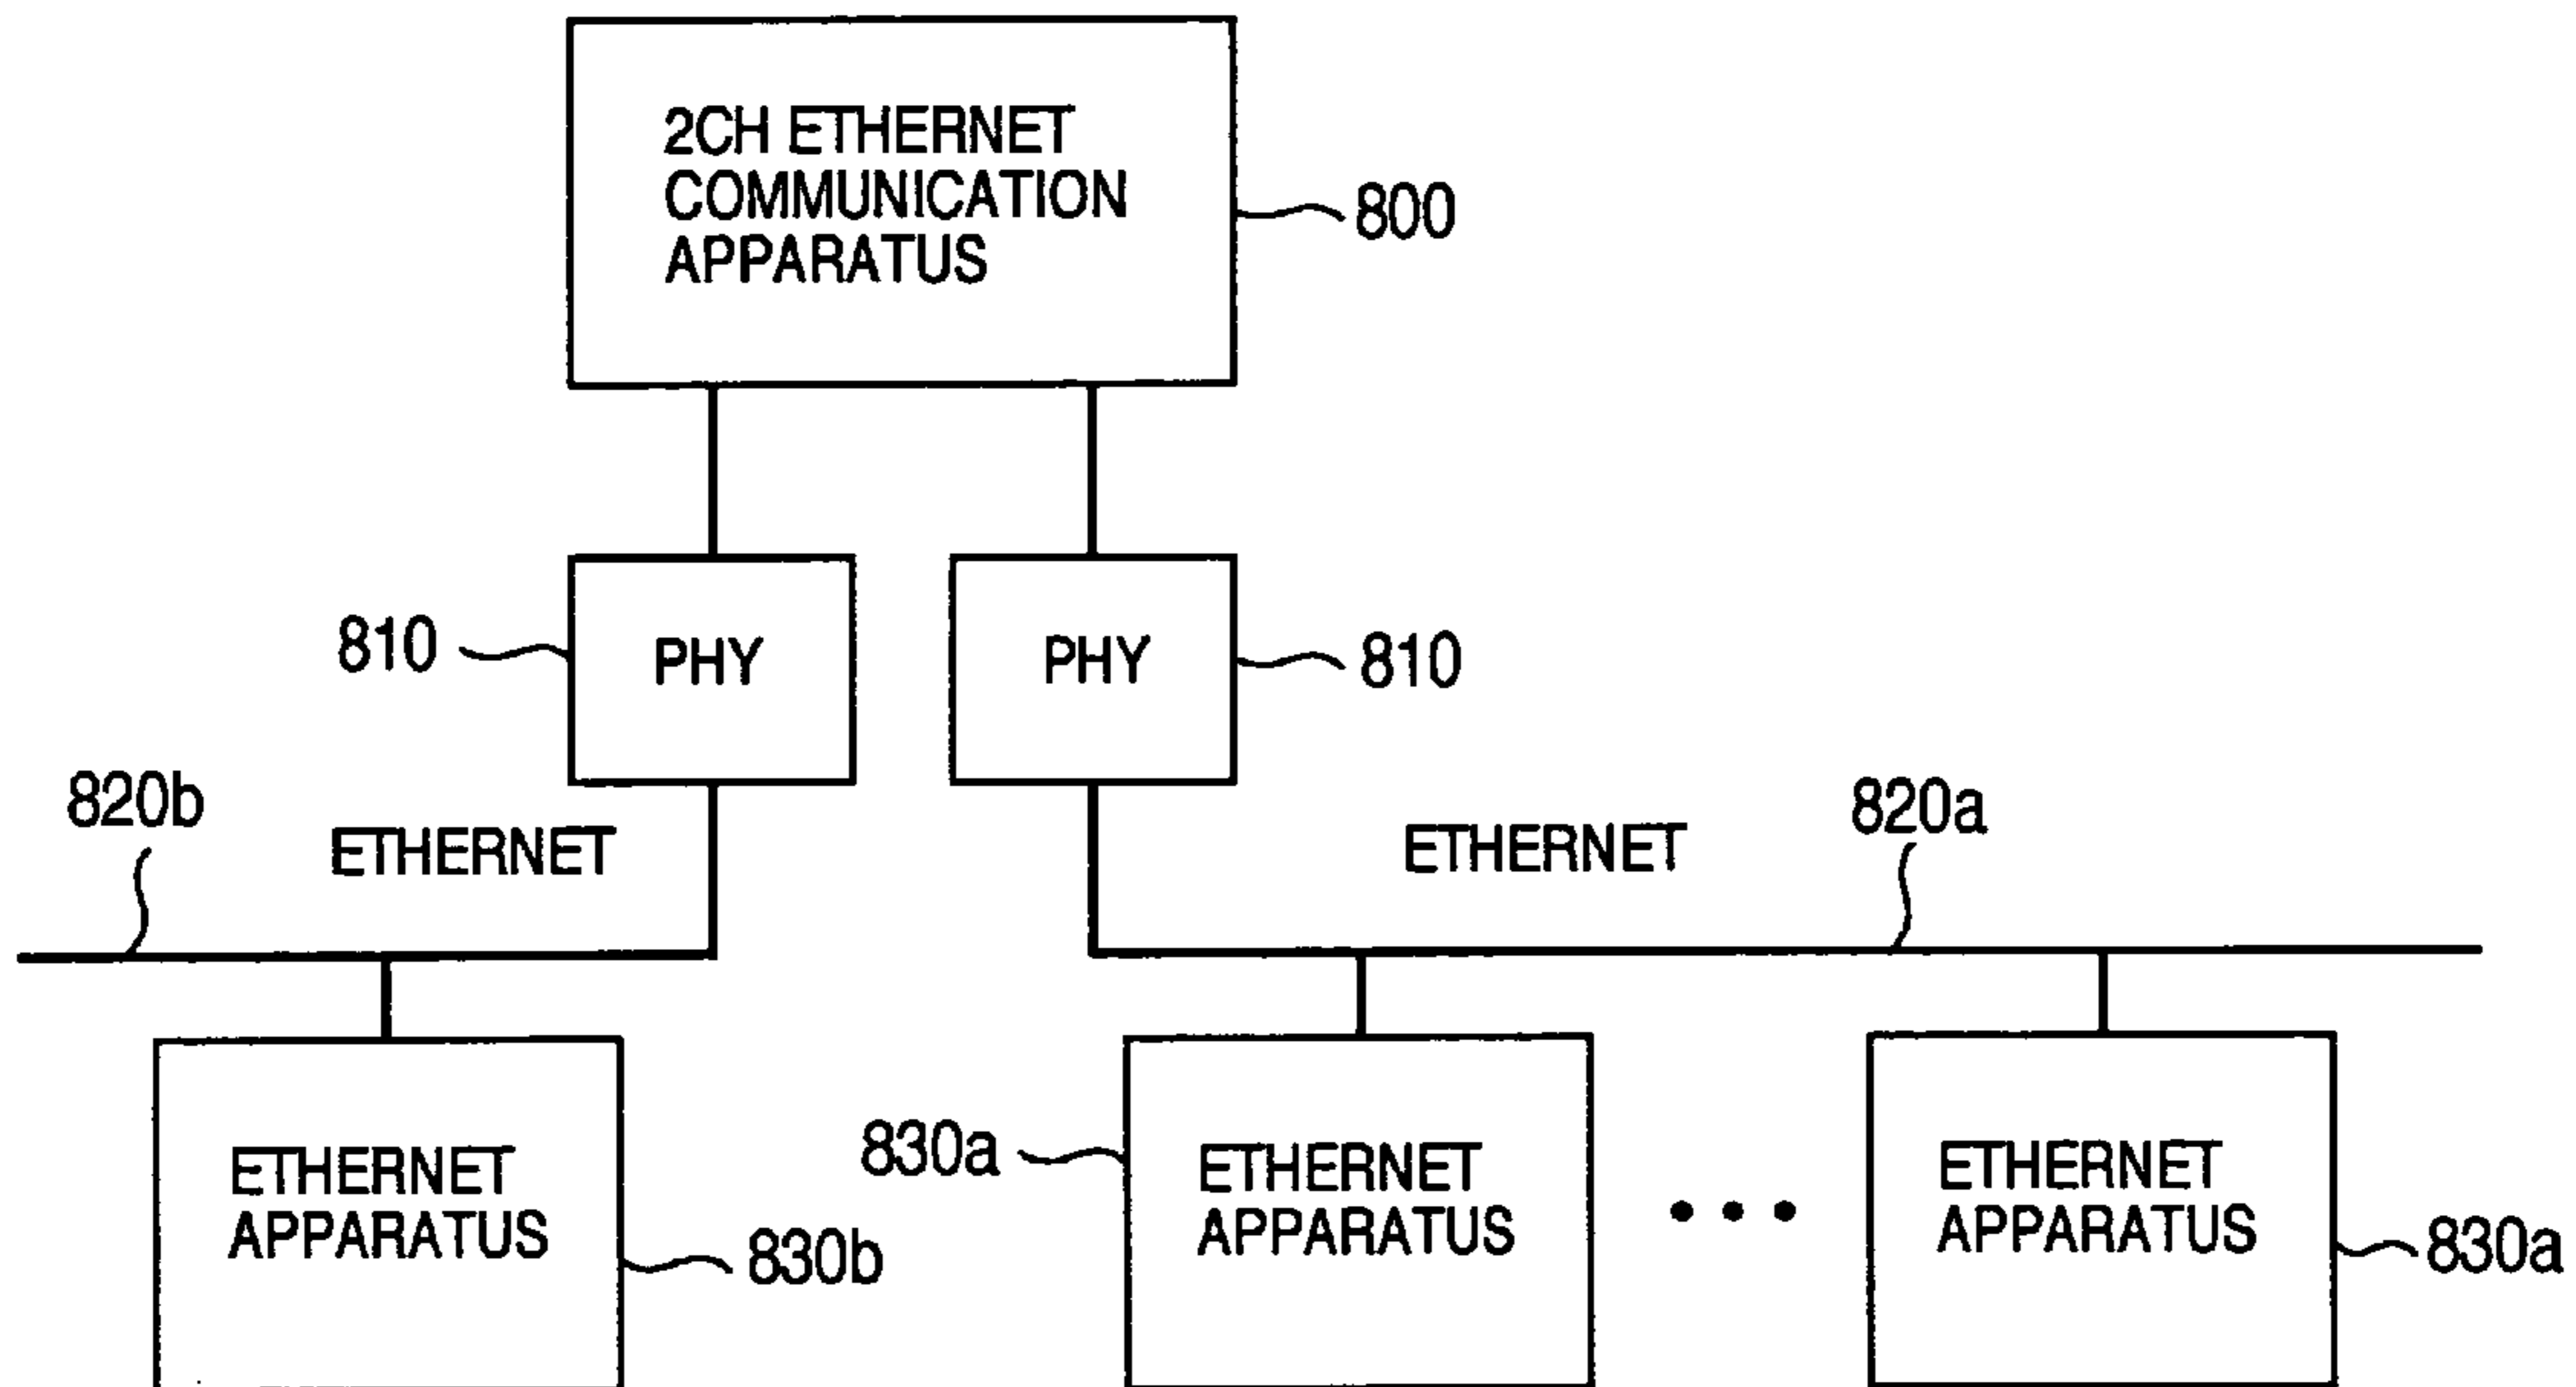 2CH ETHERNET
COMMUNICATION
APPARATUS
800
810
PHY
PHY
810
820b
ETHERNET
ETHERNET
820a
ETHERNET
APPARATUS
830b
830a
ETHERNET
APPARATUS
ETHERNET
APPARATUS
830a